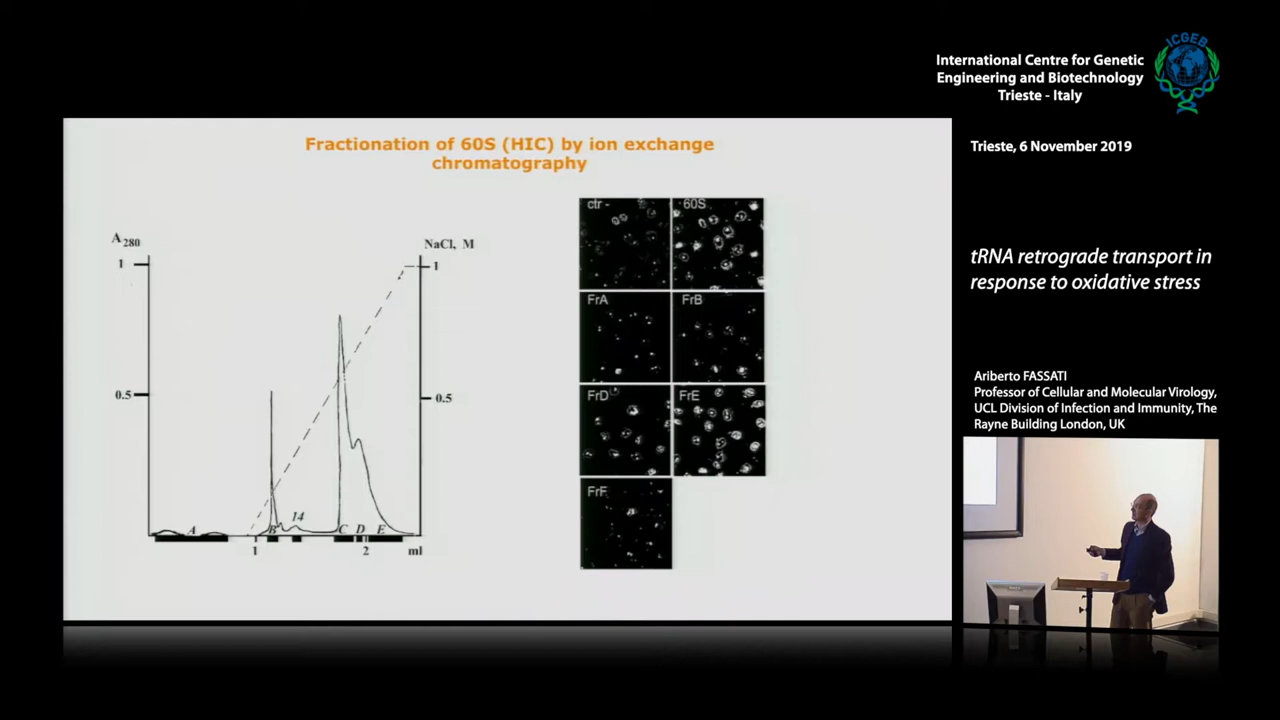 ICGEB
International Centre for Genetic
Engineering and Biotechnology
Trieste - Italy
Trieste, 6 November 2019
tRNA retrograde transport in
response to oxidative stress
Ariberto FASSATI
Professor of Cellular and Molecular Virology,
UCL Division of Infection and Immunity, The
Rayne Building London, UK
Fractionation of 60S (HIC) by ion exchange
chromatography
A280
NaCl, M
1
1
0.5
0.5
A
B
14
C
D
E
1
2
ml
ctr -
60S
FrA
FrB
FrD
FrE
FrF